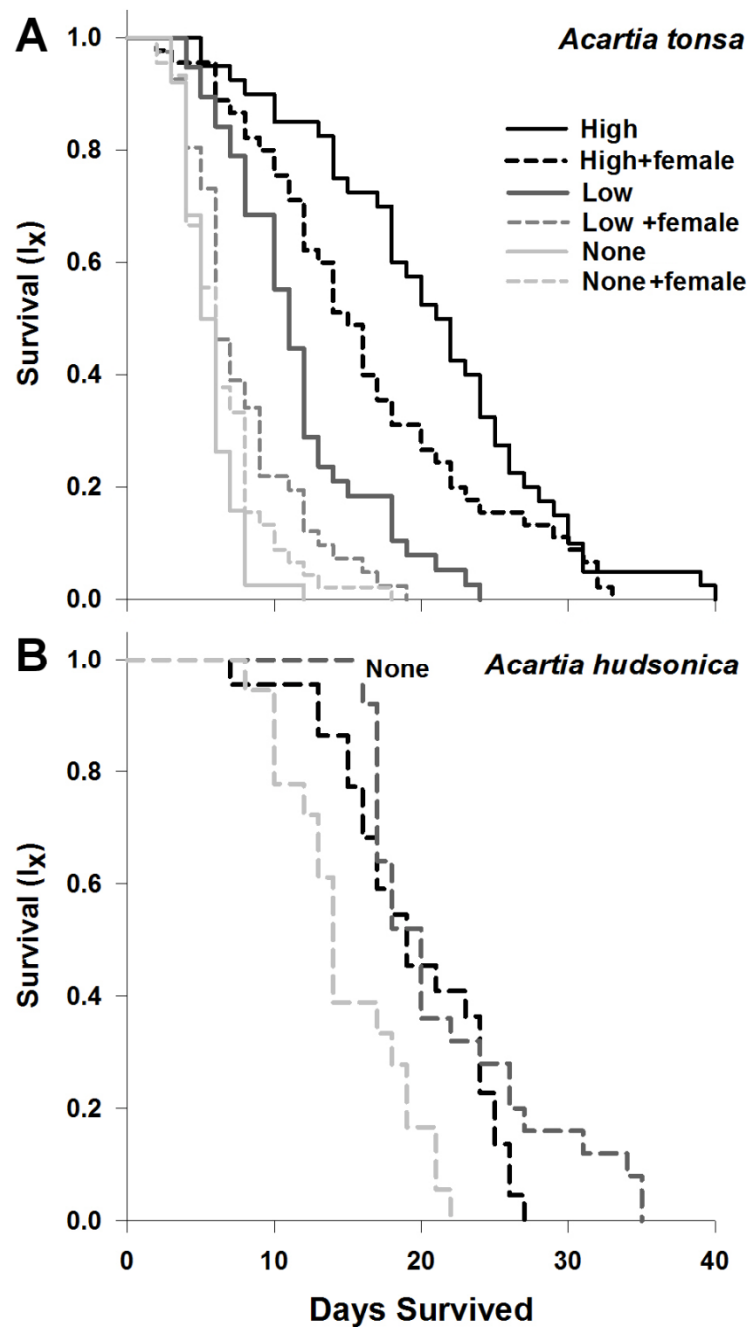 A
Acartia tonsa
1.0
0.8
0.6
0.4
0.2
0.0
Survival (lx)
High
High+female
Low
Low +female
None
None+female
B
None
Acartia hudsonica
1.0
0.8
0.6
0.4
0.2
0.0
Survival (lx)
0 10 20 30 40
Days Survived